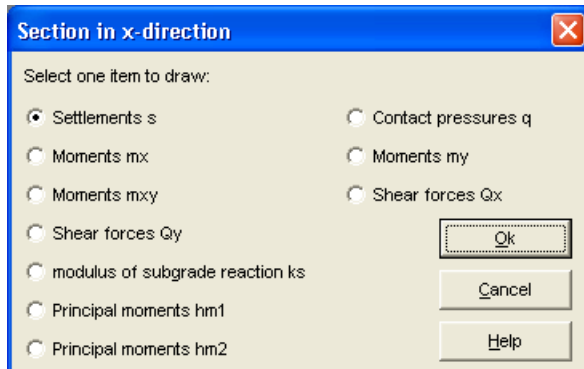 Section in x-direction
Select one item to draw:
Settlements s
Contact pressures q
Moments mx
Moments my
Moments mxy
Shear forces Qx
Shear forces Qy
Ok
modulus of subgrade reaction ks
Cancel
Principal moments hm1
Principal moments hm2
Help